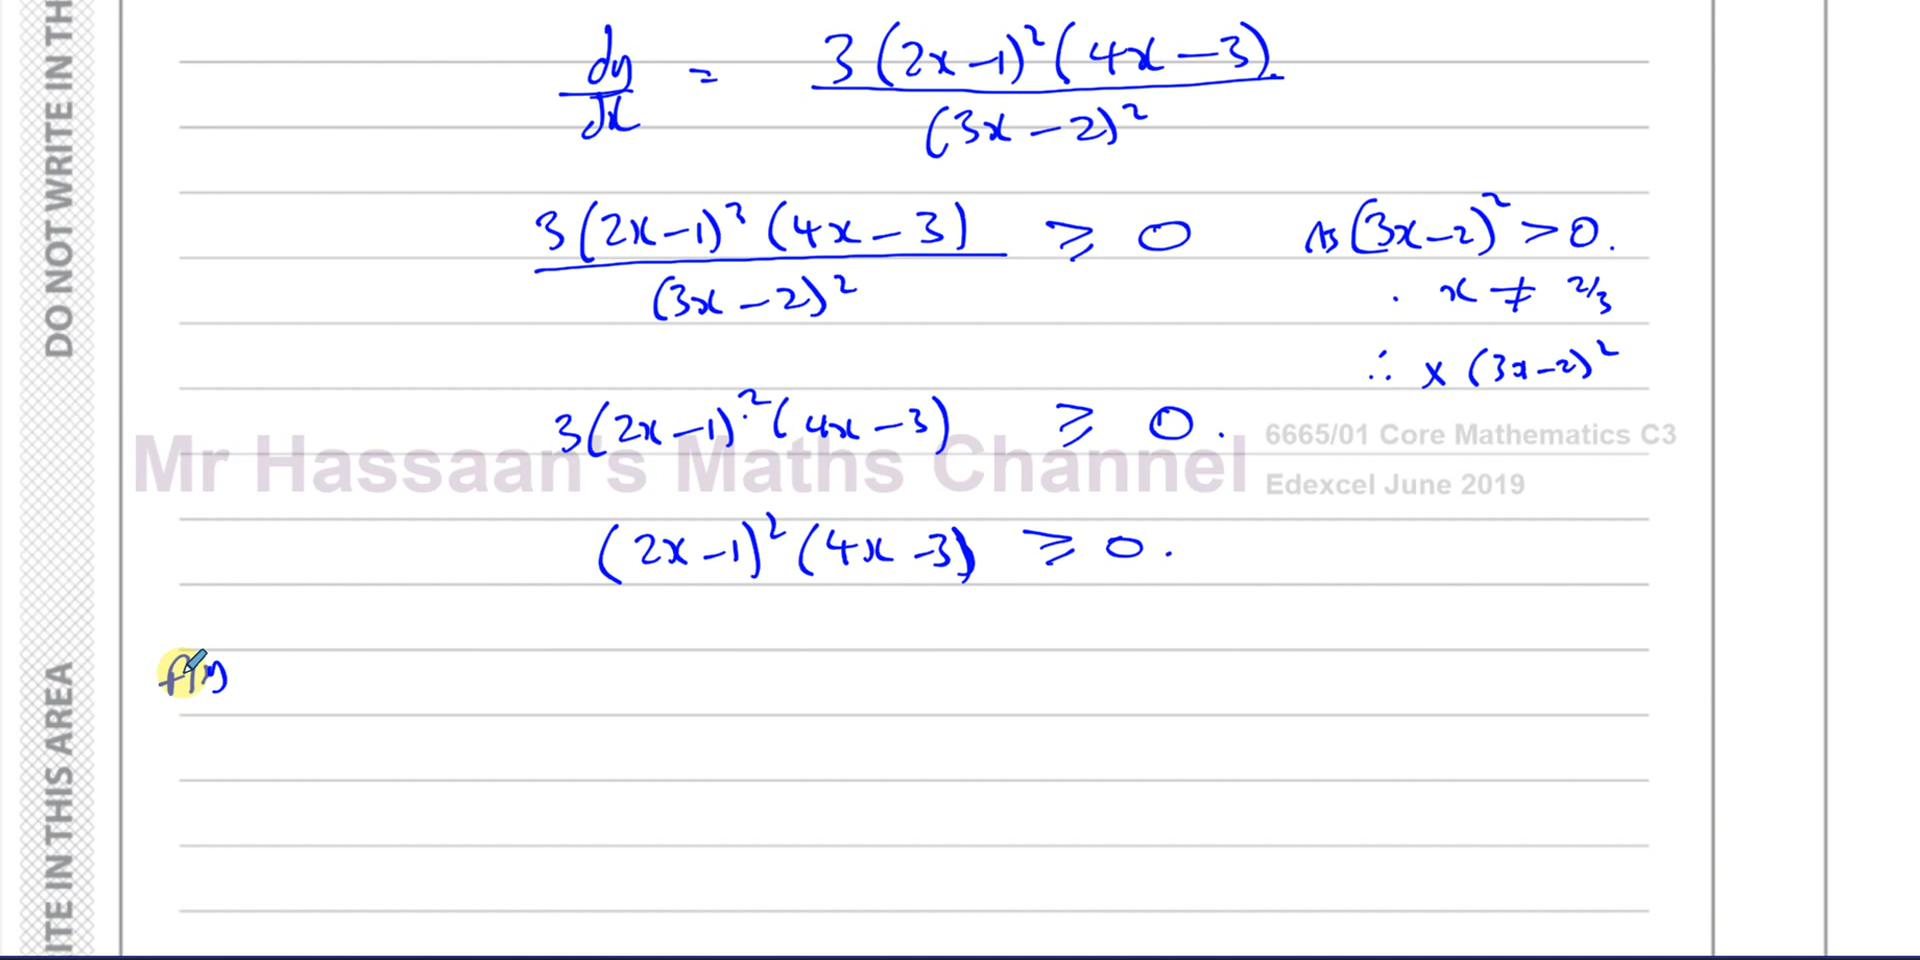 DO NOT WRITE IN TH
dy/dx = 3(2x-1)²(4x-3)/(3x-2)²
3(2x-1)²(4x-3)/(3x-2)² ≥ 0 As (3x-2)² > 0.
. x ≠ 2/3
∴ × (3x-2)²
3(2x-1)²(4x-3) ≥ 0.
Mr Hassaan's Maths Channel
6665/01 Core Mathematics C3
Edexcel June 2019
(2x-1)²(4x-3) ≥ 0.
ITE IN THIS AREA